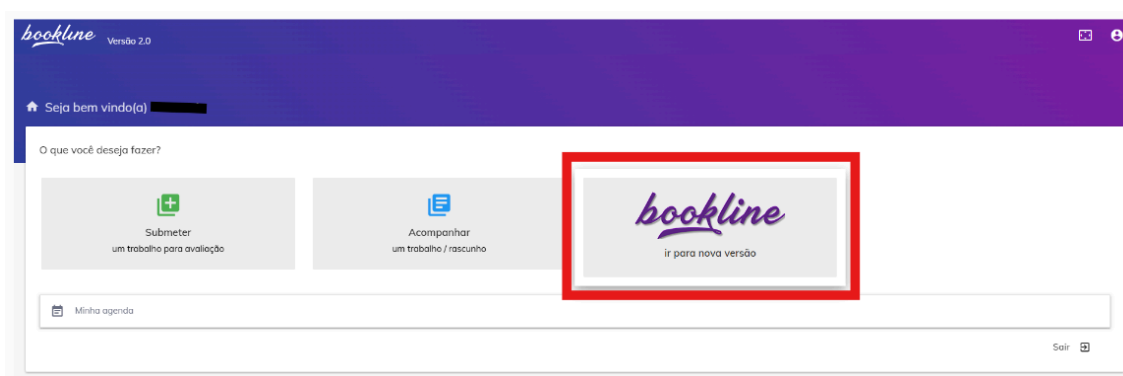 bookline Versão 2.0
Seja bem vindo(a)
O que você deseja fazer?
Submeter
um trabalho para avaliação
Acompanhar
um trabalho / rascunho
bookline
ir para nova versão
Minha agenda
Sair